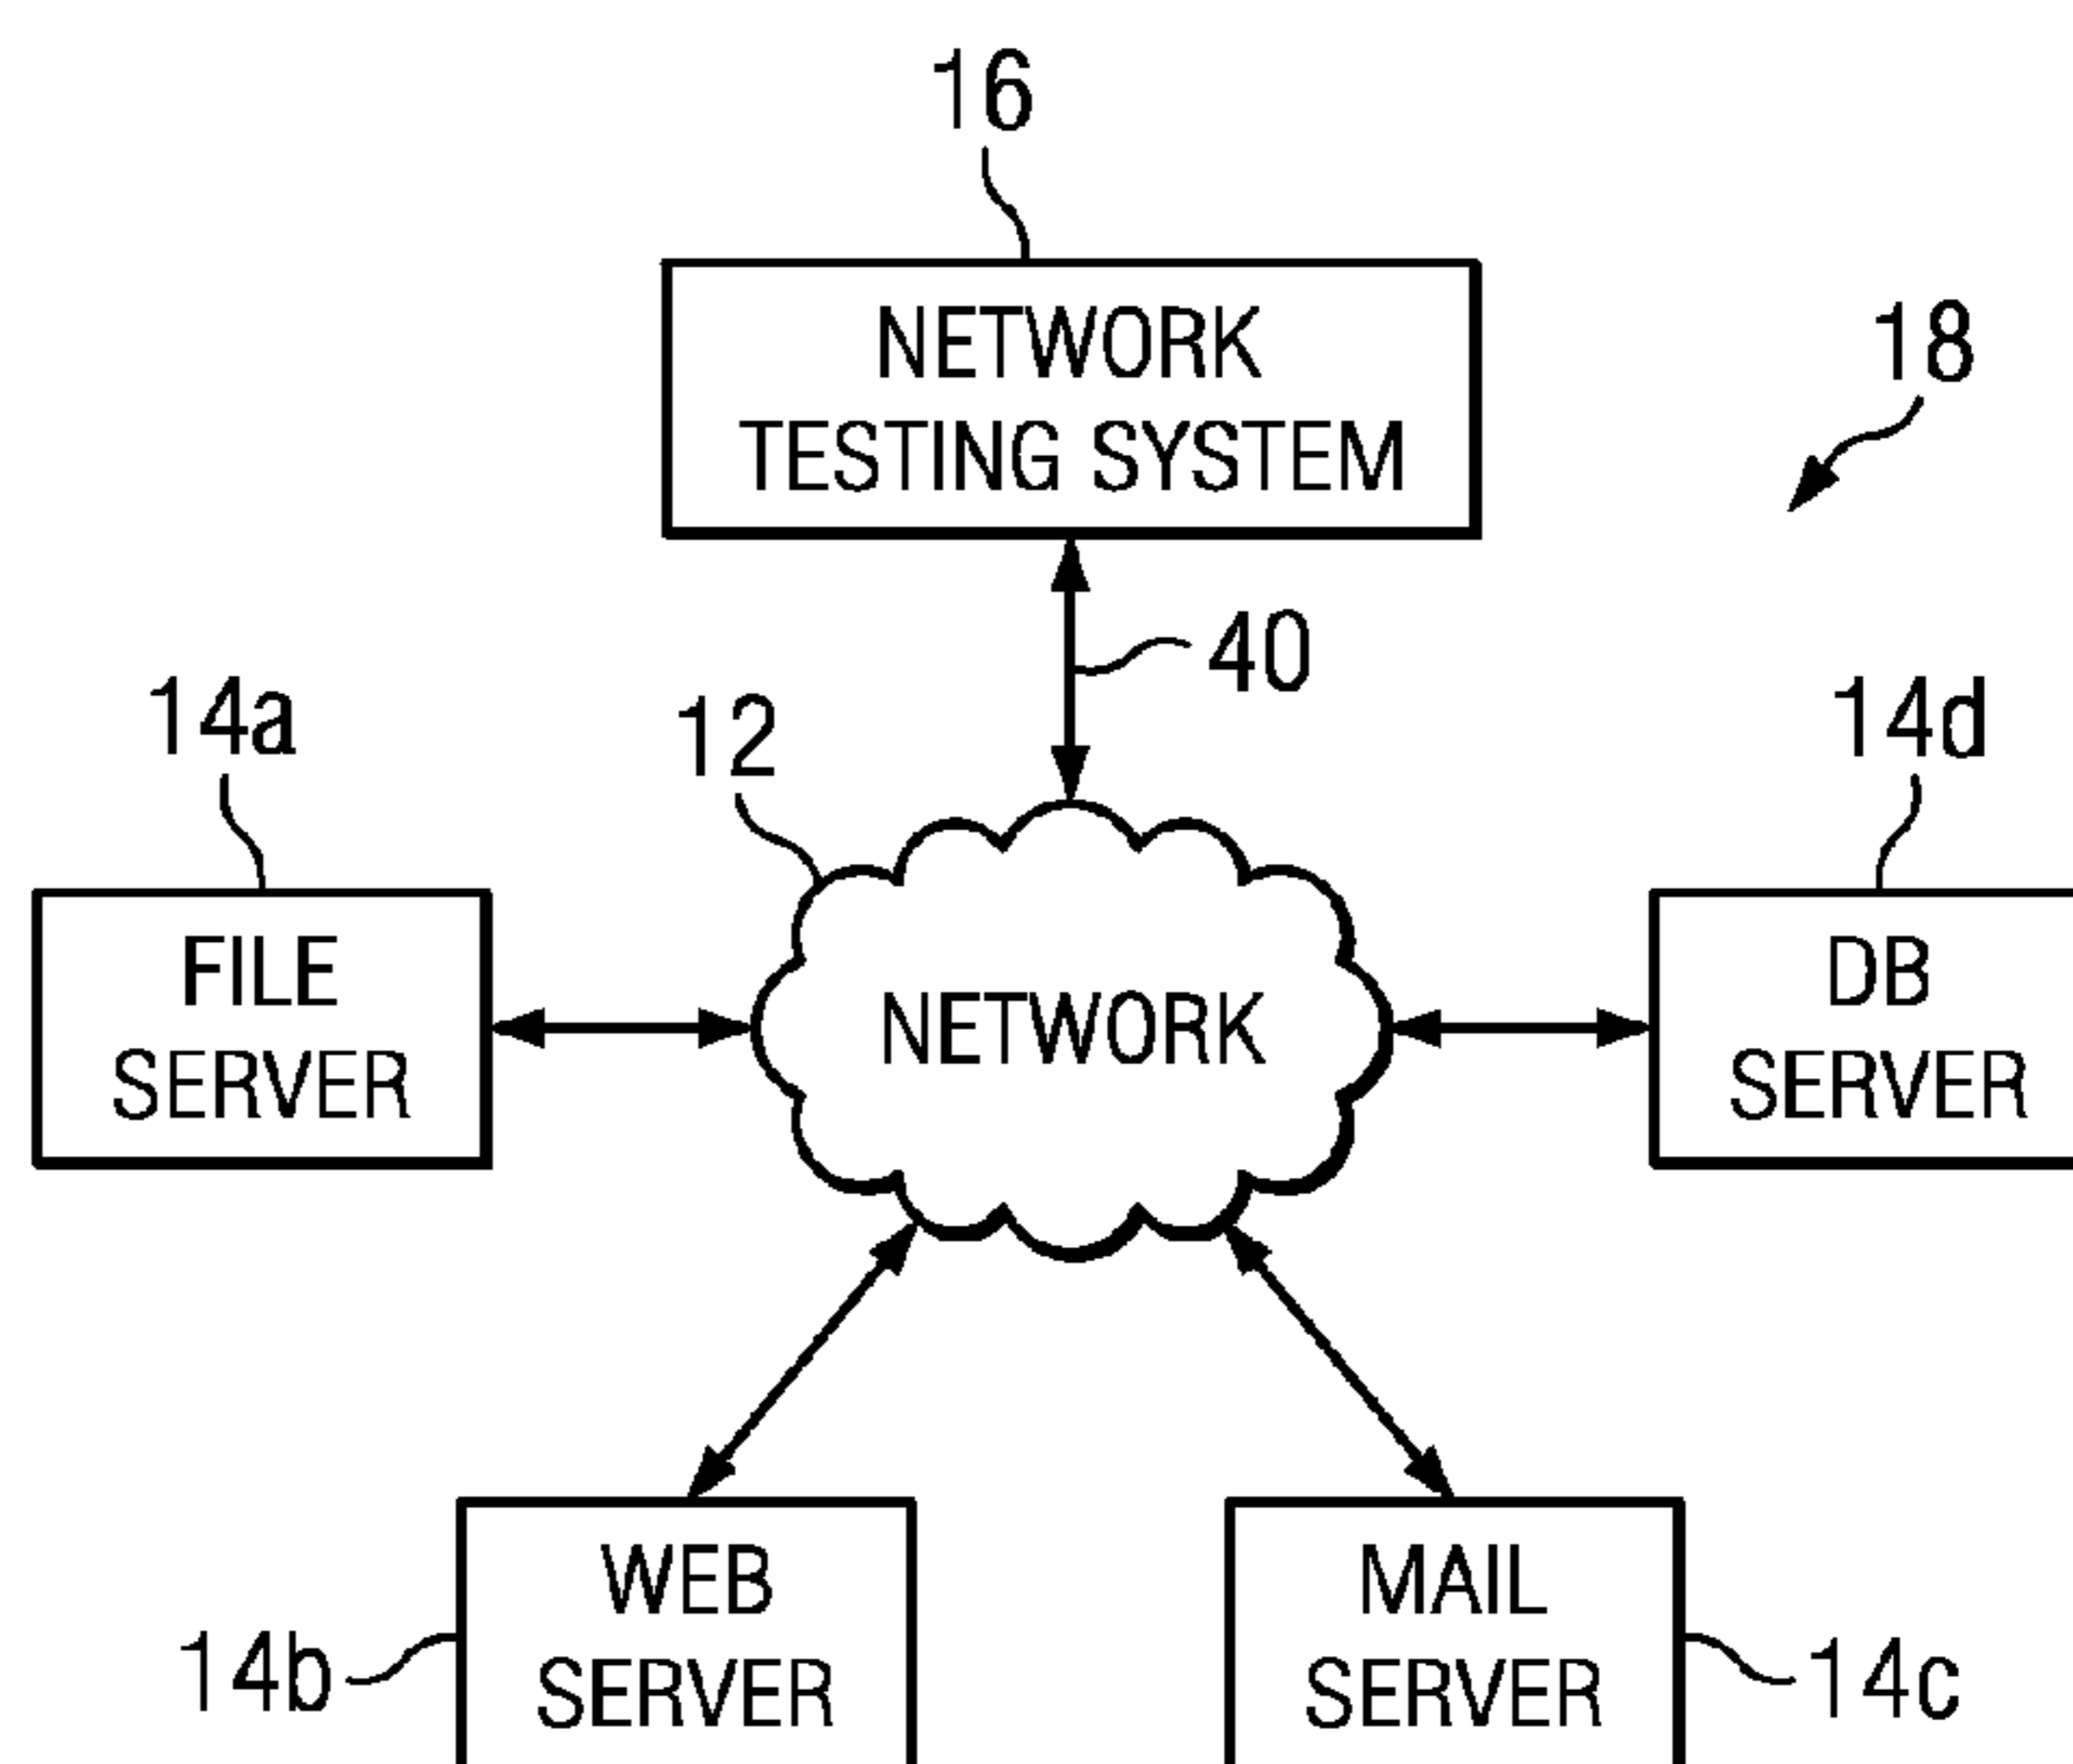 16
NETWORK
TESTING SYSTEM
18
40
14a
12
14d
FILE
SERVER
NETWORK
DB
SERVER
WEB
SERVER
14b
MAIL
SERVER
14c